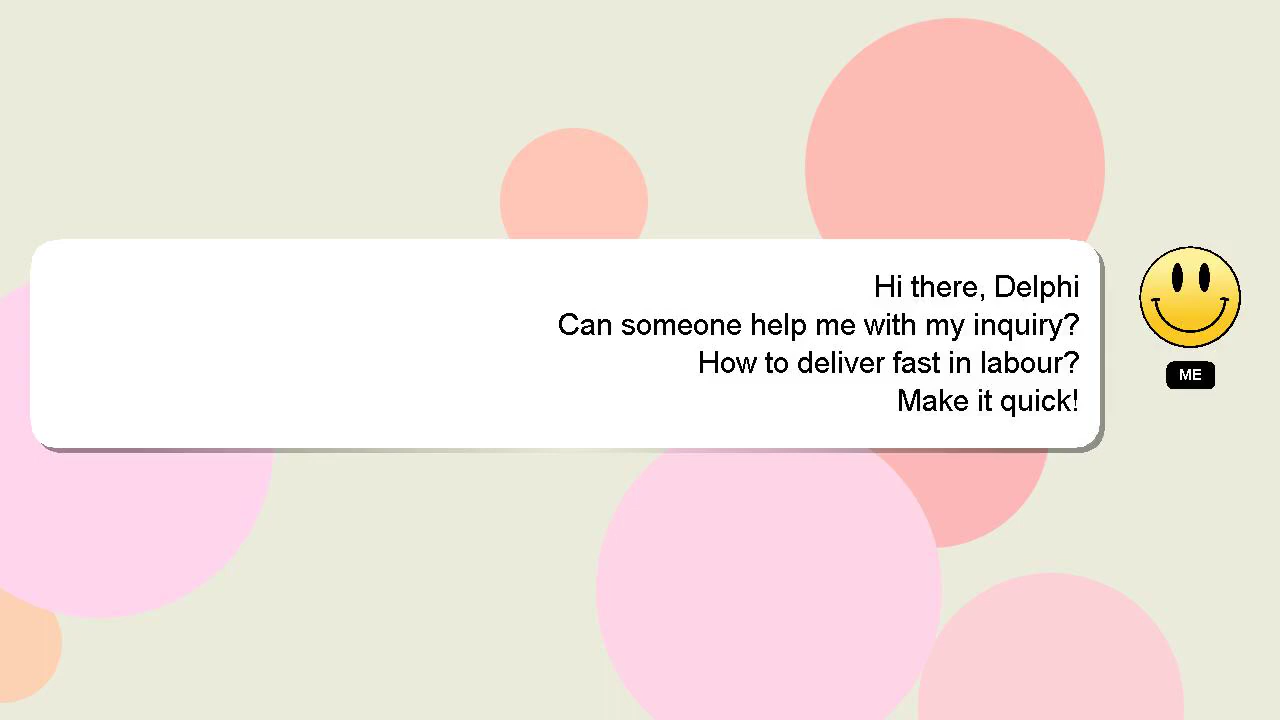 Hi there, Delphi
Can someone help me with my inquiry?
How to deliver fast in labour?
Make it quick!
ME